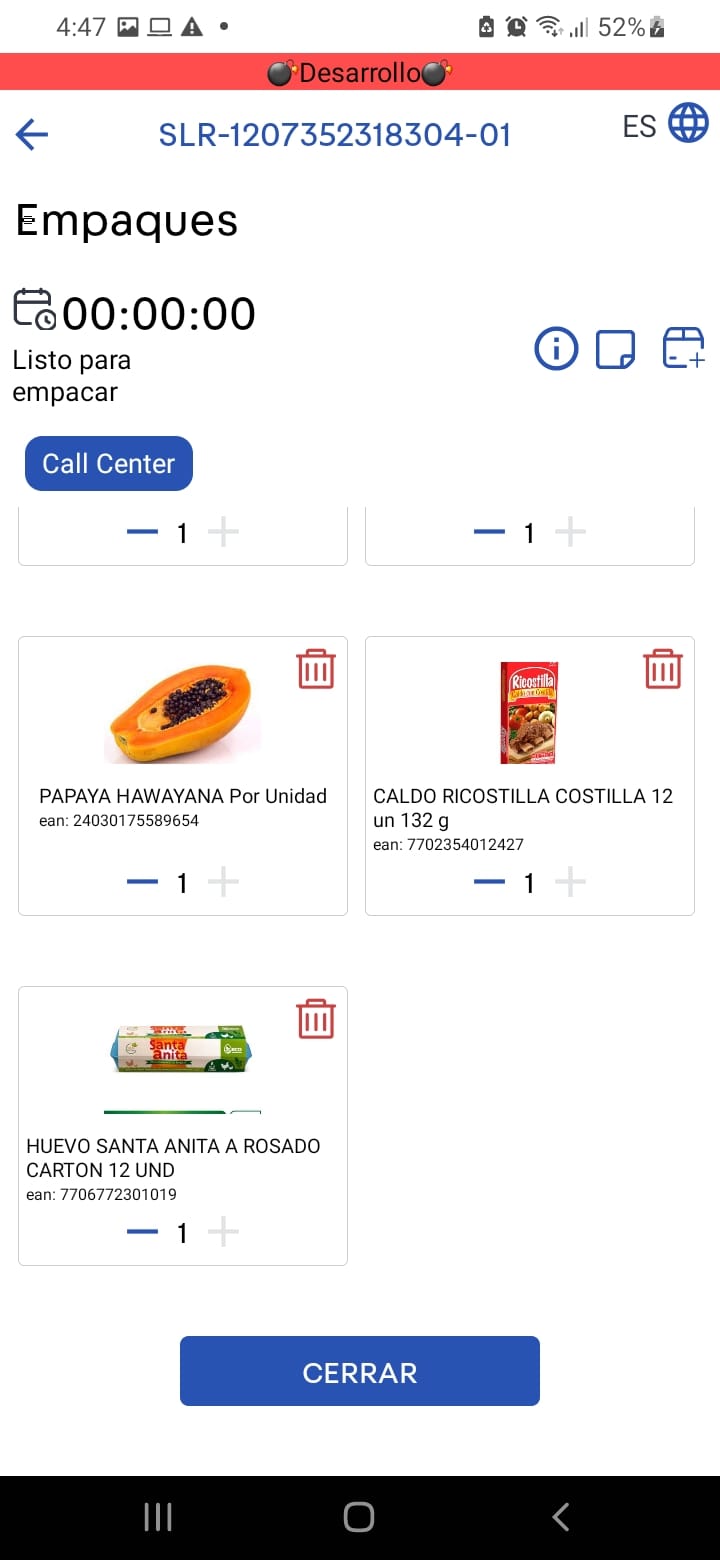 4:47 52%
💣Desarrollo💣
SLR-1207352318304-01 ES
Empaques
00:00:00
Listo para
empacar
Call Center
1 1
Ricostilla
PAPAYA HAWAYANA Por Unidad
ean: 24030175589654
CALDO RICOSTILLA COSTILLA 12
un 132 g
ean: 7702354012427
1 1
Santa
anita
HUEVO SANTA ANITA A ROSADO
CARTON 12 UND
ean: 7706772301019
1
CERRAR